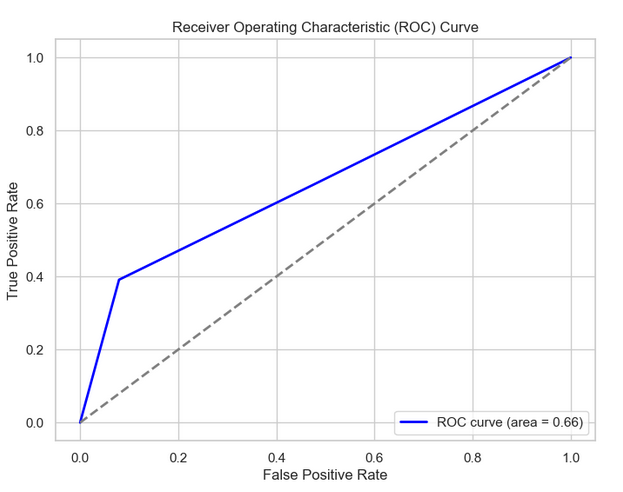 Receiver Operating Characteristic (ROC) Curve
True Positive Rate
1.0
0.8
0.6
0.4
0.2
0.0
ROC curve (area = 0.66)
0.0 0.2 0.4 0.6 0.8 1.0
False Positive Rate